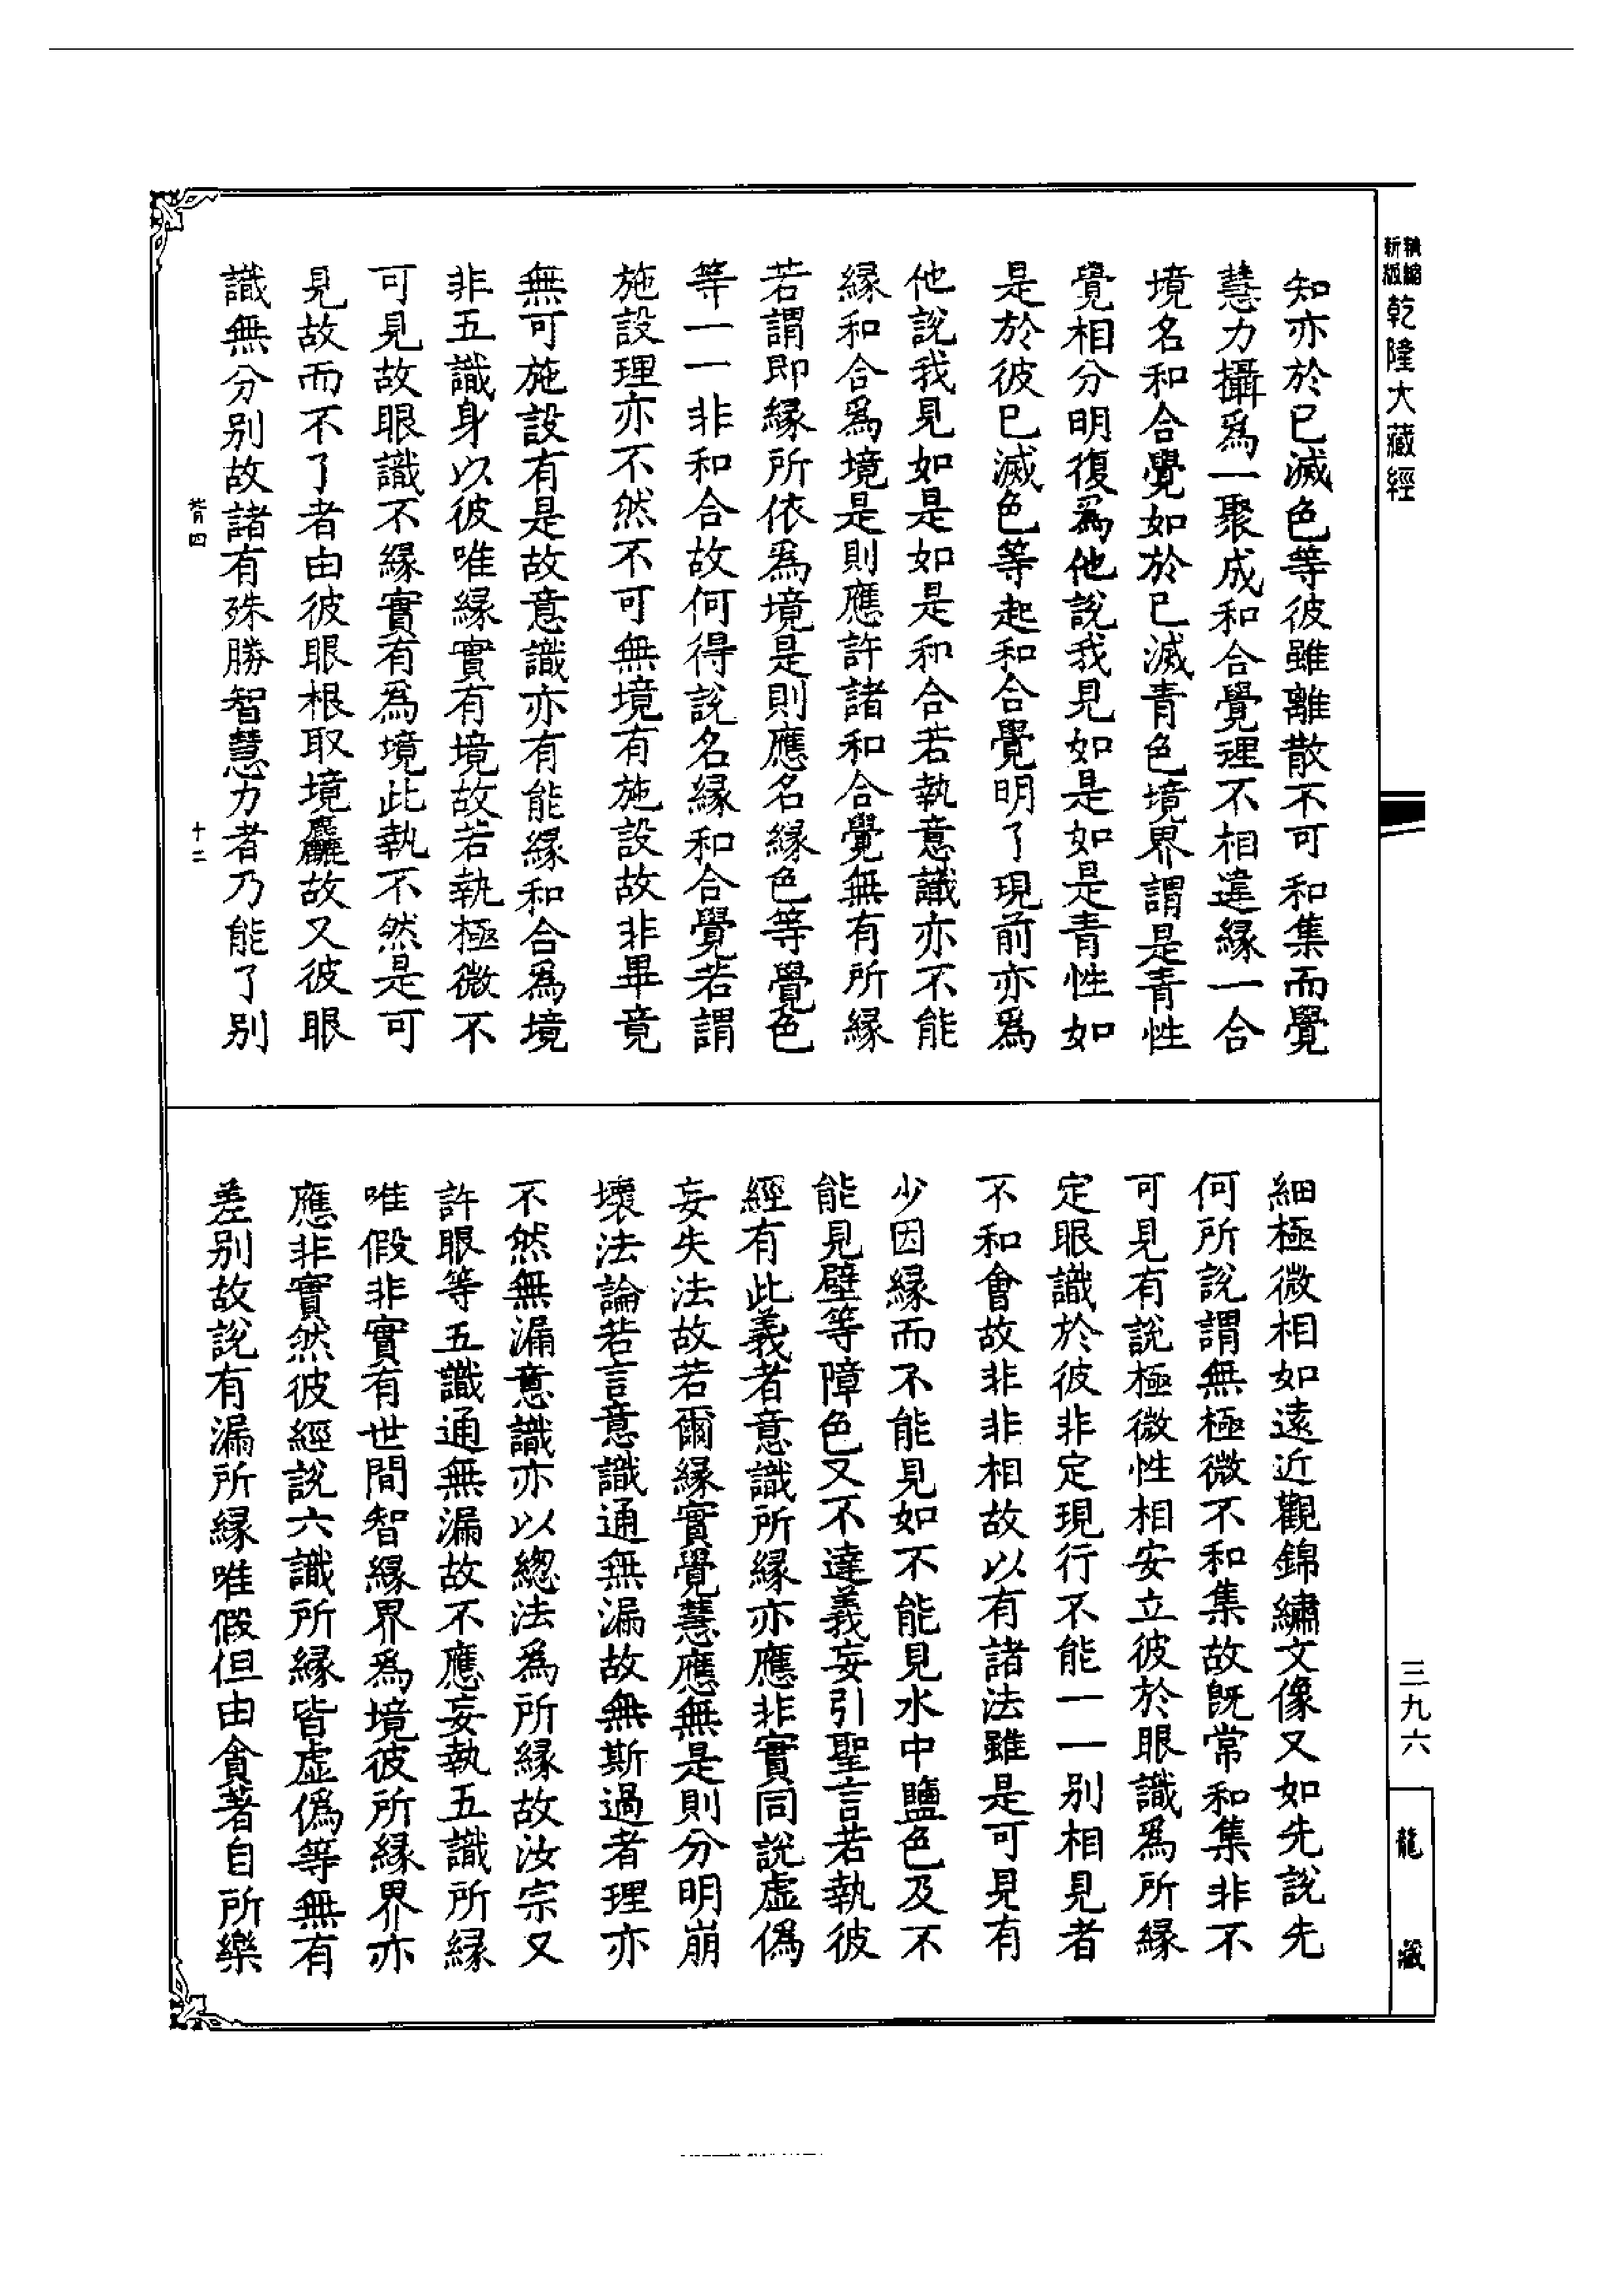 精縮新版乾隆大藏經
知亦於已滅色等彼雖離散不可和集而覺
慧力攝爲一聚成和合覺理不相違緣一合
境名和合覺如於已滅青色境界謂是青性
覺相分明復爲他說我見如是如是青性如
是於彼已滅色等起和合覺明了現前亦爲
他說我見如是如是和合若執意識亦不能
緣和合爲境是則應許諸和合覺無有所緣
若謂即緣所依爲境是則應名緣色等覺色
等一一非和合故何得說名緣和合覺若謂
施設理亦不然不可無境有施設故非畢竟
無可施設有是故意識亦有能緣和合爲境
非五識身以彼唯緣實有境故若執極微不
可見故眼識不緣實有爲境此執不然是可
見故而不了者由彼眼根取境麤故又彼眼
識無分别故諸有殊勝智慧力者乃能了别
十二
細極微相如遠近觀錦繡文像又如先說先
何所說謂無極微不和集故旣常和集非不
可見有說極微性相安立彼於眼識爲所緣
定眼識於彼非定現行不能一一别相見者
不和會故非非相故以有諸法雖是可見有
少因緣而不能見如不能見水中鹽色及不
能見壁等障色又不達義妄引聖言若執彼
經有此義者意識所緣亦應非實同說虛僞
妄失法故若爾緣實覺慧應無是則分明崩
壞法論若言意識通無漏故無斯過者理亦
不然無漏意識亦以總法爲所緣故汝宗又
許眼等五識通無漏故不應妄執五識所緣
唯假非實有世間智緣界爲境彼所緣界亦
應非實然彼經說六識所緣皆虛僞等無有
差别故說有漏所緣唯假但由貪著自所樂
三九六
龍藏